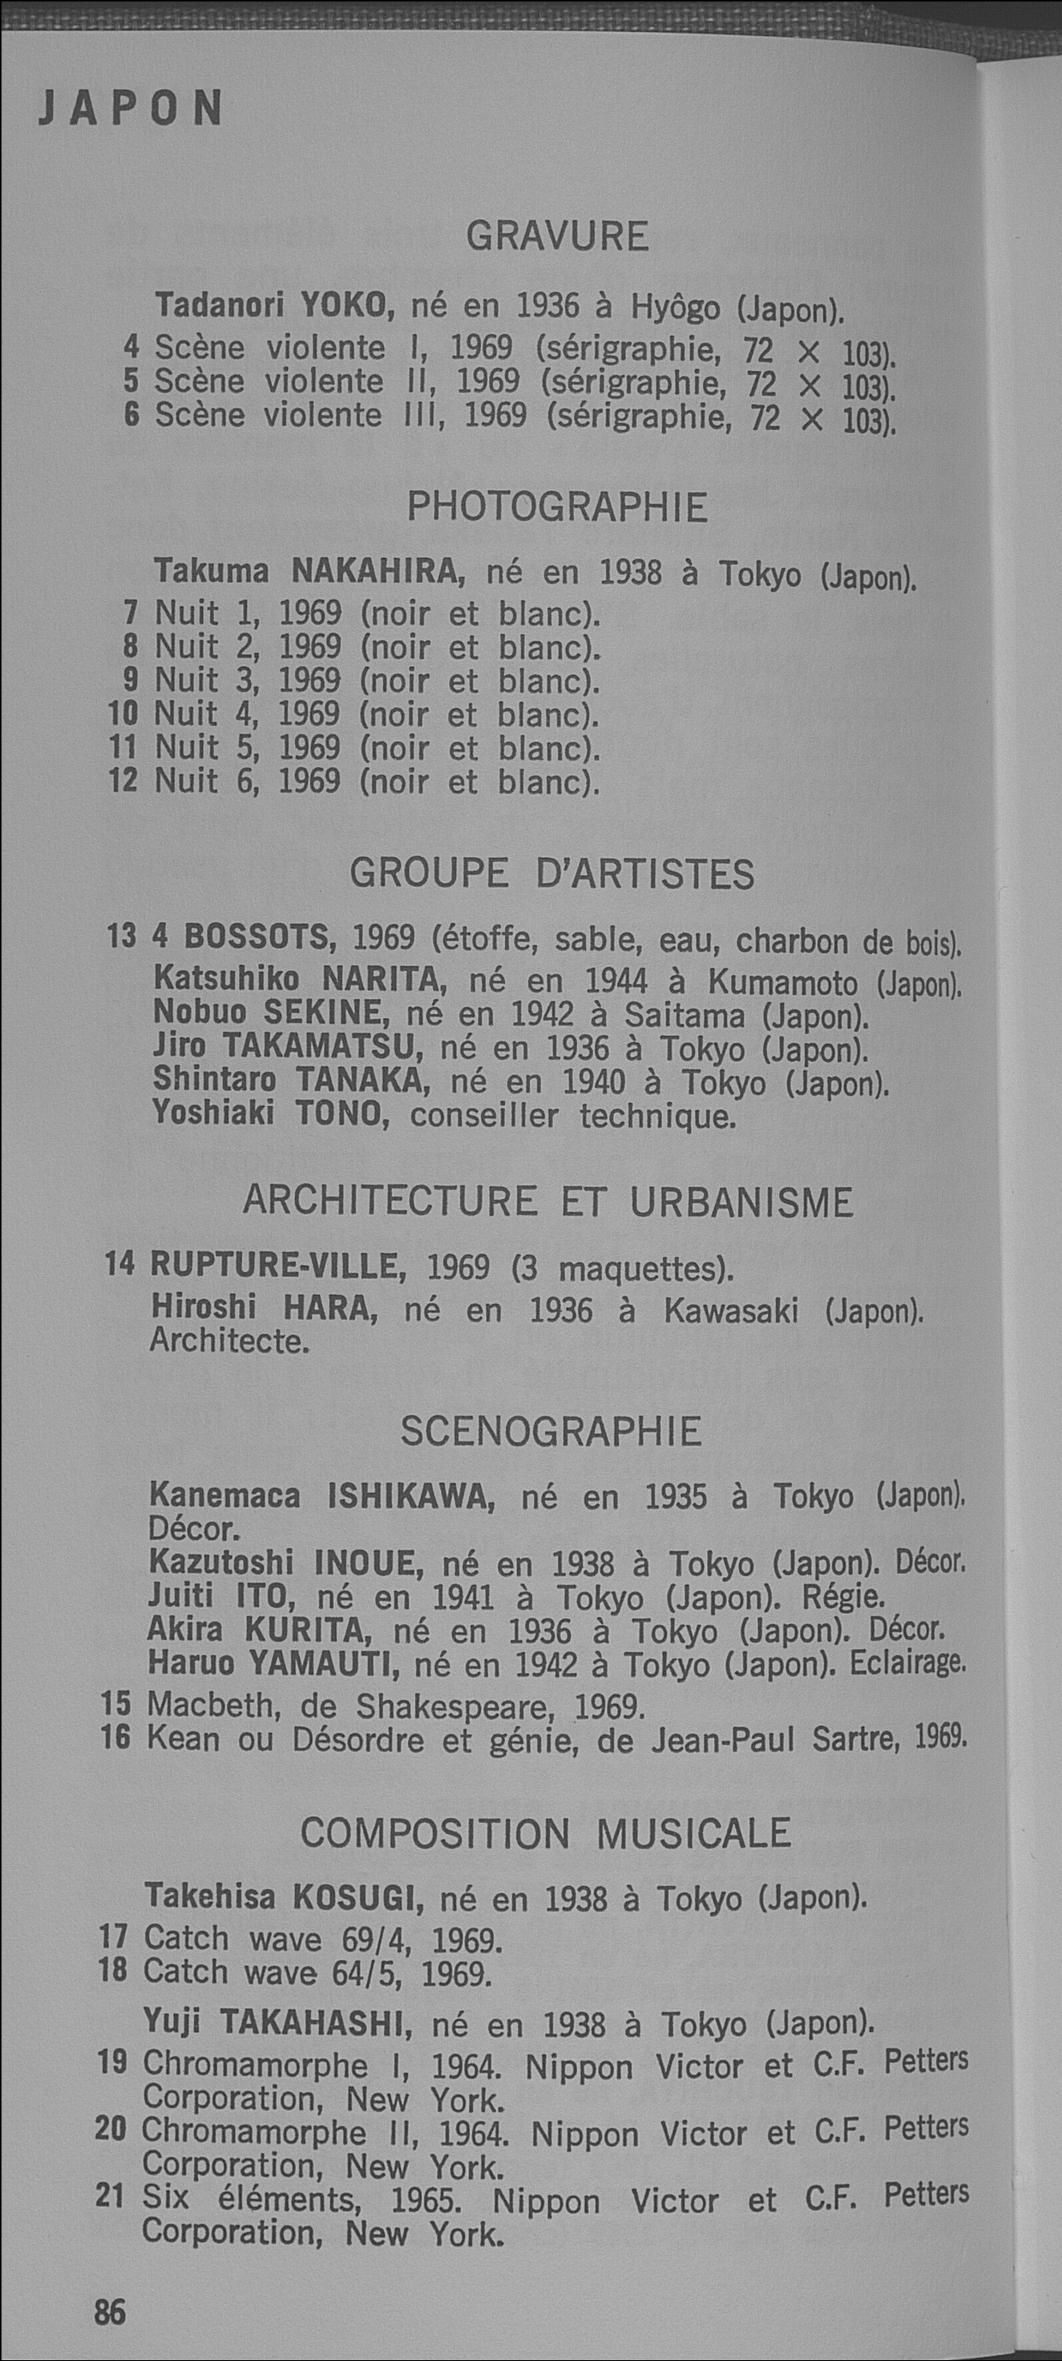 JAPON
GRAVURE
Tadanori YOKO, né en 1936 à Hyôgo (Japon).
4 Scène violente I, 1969 (sérigraphie, 72 × 103).
5 Scène violente II, 1969 (sérigraphie, 72 × 103).
6 Scène violente III, 1969 (sérigraphie, 72 × 103).
PHOTOGRAPHIE
Takuma NAKAHIRA, né en 1938 à Tokyo (Japon).
7 Nuit 1, 1969 (noir et blanc).
8 Nuit 2, 1969 (noir et blanc).
9 Nuit 3, 1969 (noir et blanc).
10 Nuit 4, 1969 (noir et blanc).
11 Nuit 5, 1969 (noir et blanc).
12 Nuit 6, 1969 (noir et blanc).
GROUPE D'ARTISTES
13 4 BOSSOTS, 1969 (étoffe, sable, eau, charbon de bois).
Katsuhiko NARITA, né en 1944 à Kumamoto (Japon).
Nobuo SEKINE, né en 1942 à Saitama (Japon).
Jiro TAKAMATSU, né en 1936 à Tokyo (Japon).
Shintaro TANAKA, né en 1940 à Tokyo (Japon).
Yoshiaki TONO, conseiller technique.
ARCHITECTURE ET URBANISME
14 RUPTURE-VILLE, 1969 (3 maquettes).
Hiroshi HARA, né en 1936 à Kawasaki (Japon).
Architecte.
SCENOGRAPHIE
Kanemaca ISHIKAWA, né en 1935 à Tokyo (Japon).
Décor.
Kazutoshi INOUE, né en 1938 à Tokyo (Japon). Décor.
Juiti ITO, né en 1941 à Tokyo (Japon). Régie.
Akira KURITA, né en 1936 à Tokyo (Japon). Décor.
Haruo YAMAUTI, né en 1942 à Tokyo (Japon). Eclairage.
15 Macbeth, de Shakespeare, 1969.
16 Kean ou Désordre et génie, de Jean-Paul Sartre, 1969.
COMPOSITION MUSICALE
Takehisa KOSUGI, né en 1938 à Tokyo (Japon).
17 Catch wave 69/4, 1969.
18 Catch wave 64/5, 1969.
Yuji TAKAHASHI, né en 1938 à Tokyo (Japon).
19 Chromamorphe I, 1964. Nippon Victor et C.F. Petters
Corporation, New York.
20 Chromamorphe II, 1964. Nippon Victor et C.F. Petters
Corporation, New York.
21 Six éléments, 1965. Nippon Victor et C.F. Petters
Corporation, New York.
86